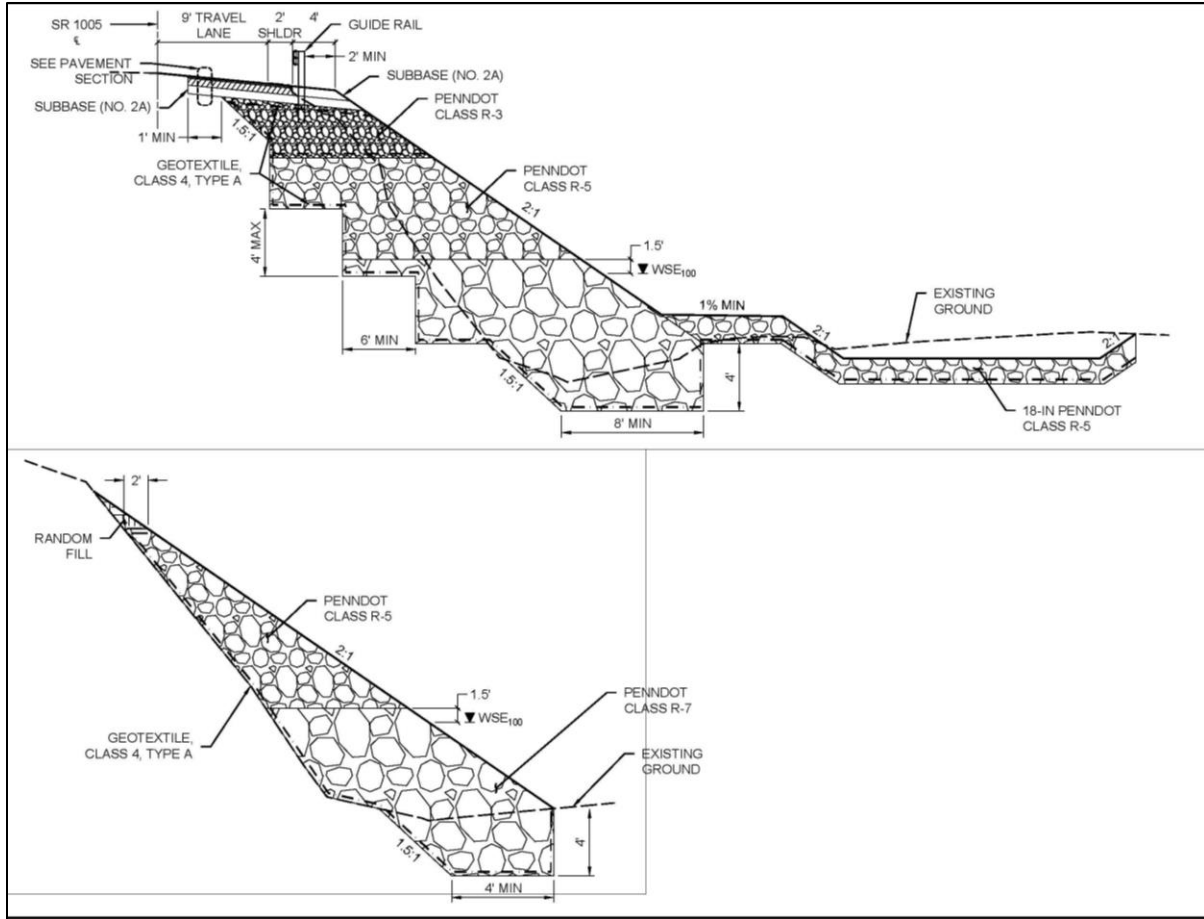 SR 1005
℄
9' TRAVEL
LANE
2'
SHLDR
4'
GUIDE RAIL
2' MIN
SEE PAVEMENT
SECTION
SUBBASE (NO. 2A)
SUBBASE (NO. 2A)
PENNDOT
CLASS R-3
1' MIN
1.5:1
GEOTEXTILE,
CLASS 4, TYPE A
PENNDOT
CLASS R-5
2:1
4' MAX
1.5'
WSE100
6' MIN
1.5:1
1% MIN
EXISTING
GROUND
2:1
2:1
4'
8' MIN
18-IN PENNDOT
CLASS R-5
2'
RANDOM
FILL
PENNDOT
CLASS R-5
2:1
1.5'
WSE100
PENNDOT
CLASS R-7
GEOTEXTILE,
CLASS 4, TYPE A
EXISTING
GROUND
1.5:1
4'
4' MIN